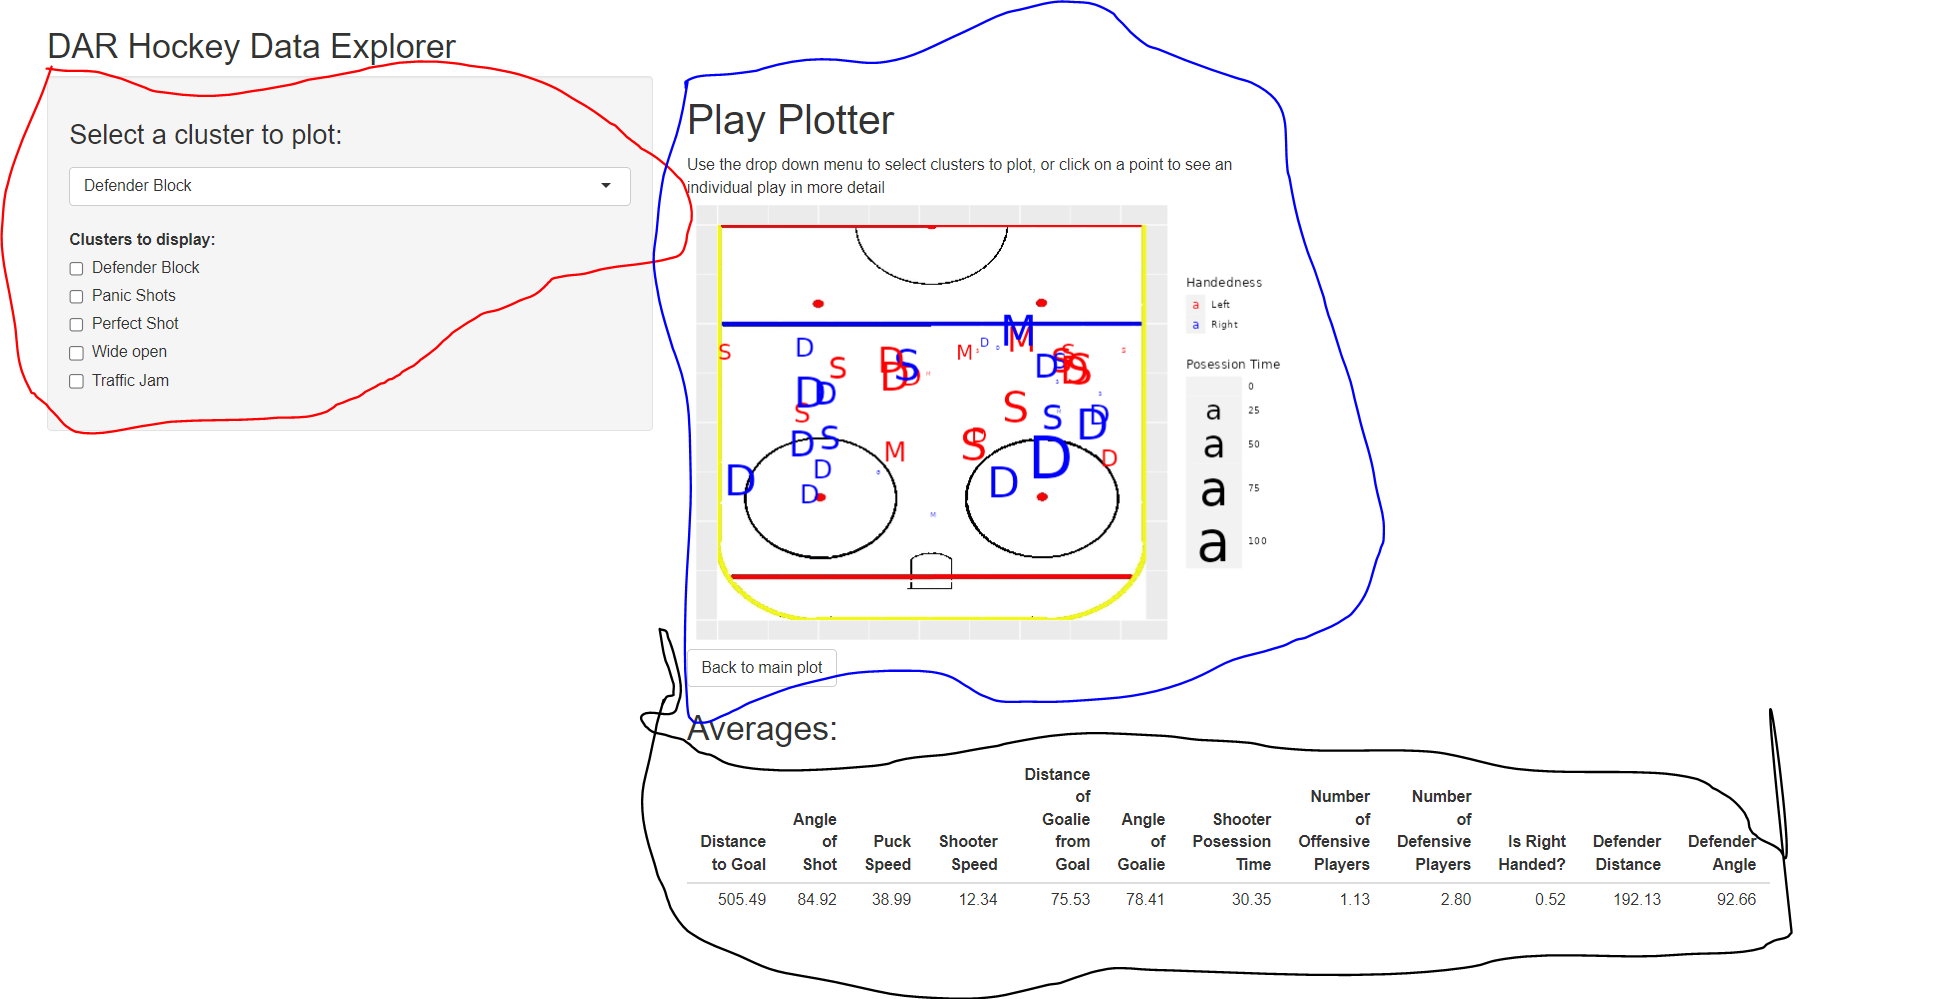 DAR Hockey Data Explorer
Select a cluster to plot:
Defender Block
Clusters to display:
Defender Block
Panic Shots
Perfect Shot
Wide open
Traffic Jam
Play Plotter
Use the drop down menu to select clusters to plot, or click on a point to see an
individual play in more detail
S D S D D S D M D M M D S S D S
D D S S S D D
D S M S D D D
D D D D
D
M
Handedness
a Left
a Right
Posession Time
0
a 25
a 50
a 75
a 100
Back to main plot
Averages:
Distance to Goal
Angle of Shot
Puck Speed
Shooter Speed
Distance of Goalie from Goal
Angle of Goalie
Shooter Posession Time
Number of Offensive Players
Number of Defensive Players
Is Right Handed?
Defender Distance
Defender Angle
505.49 84.92 38.99 12.34 75.53 78.41 30.35 1.13 2.80 0.52 192.13 92.66